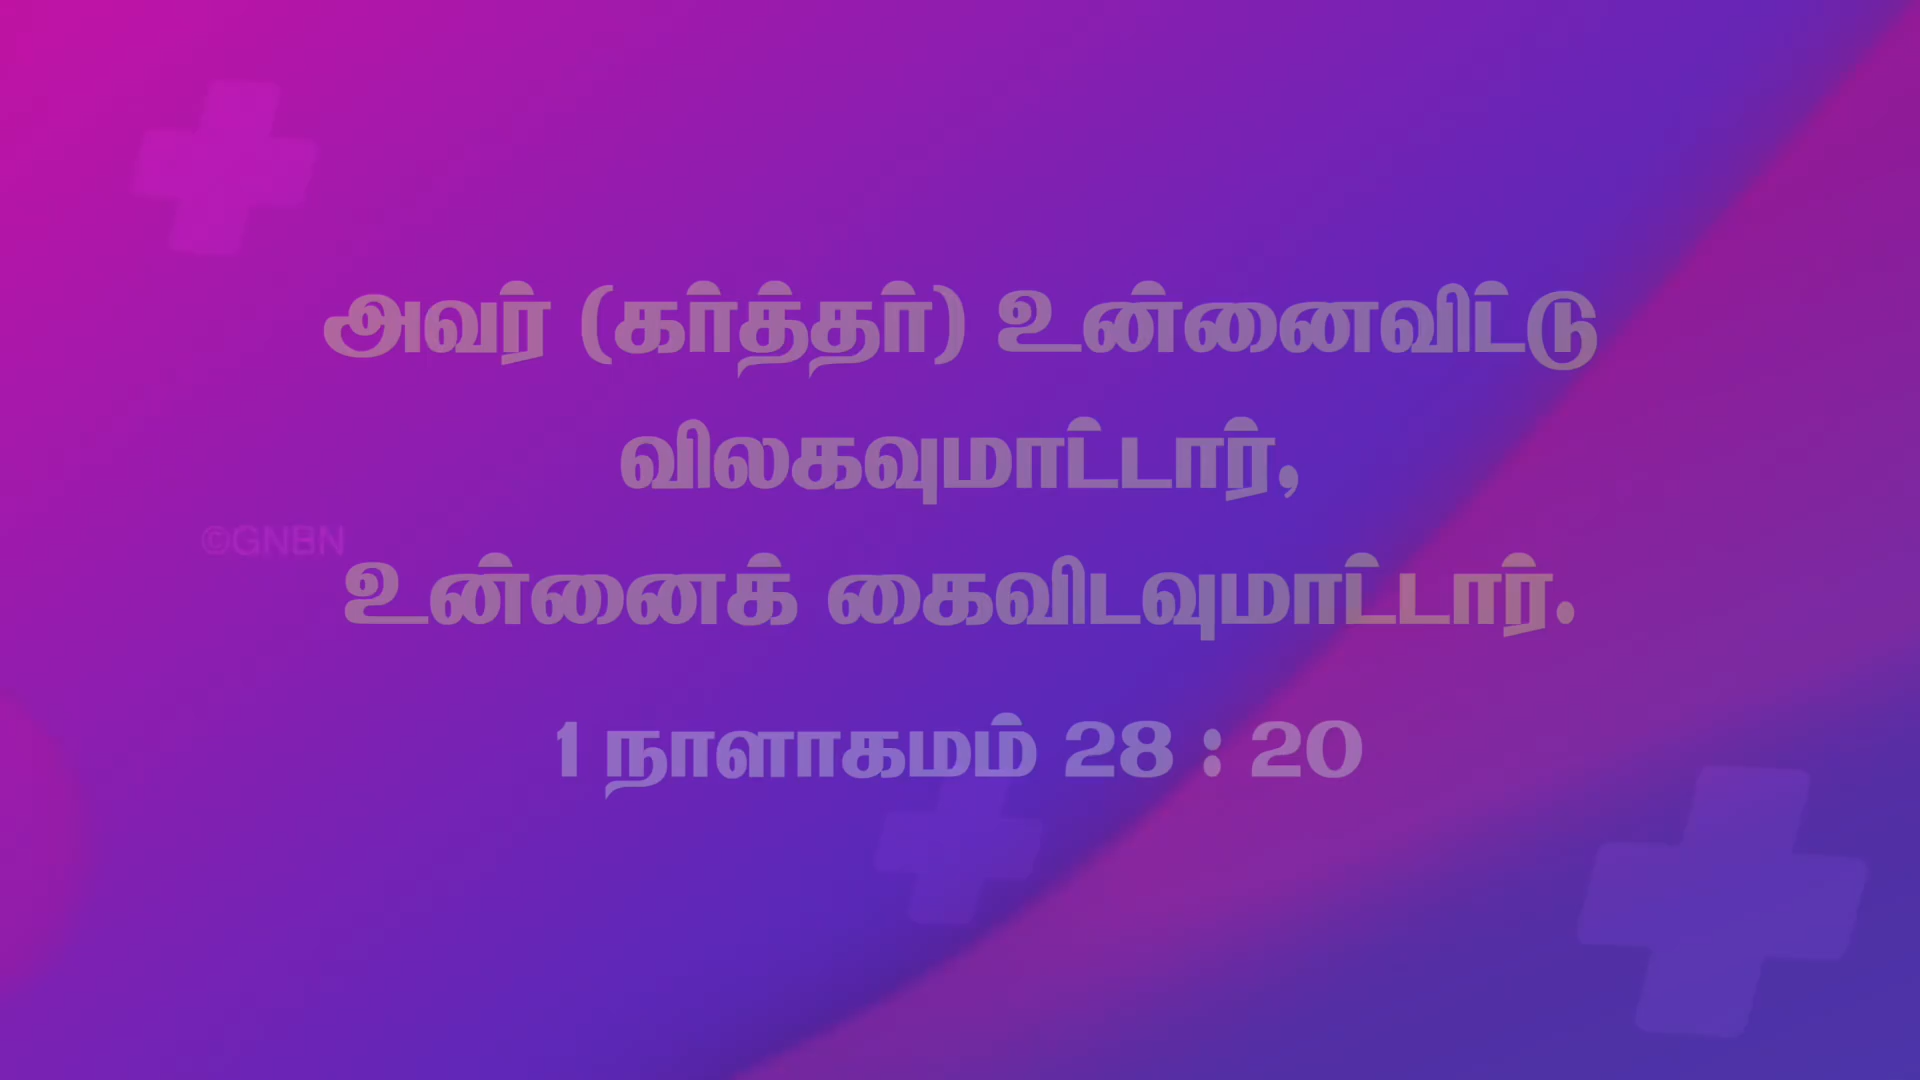 அவர் (கர்த்தர்) உன்னைவிட்டு
விலகவுமாட்டார்,
©GNBN
உன்னைக் கைவிடவுமாட்டார்.
1 நாளாகமம் 28 : 20